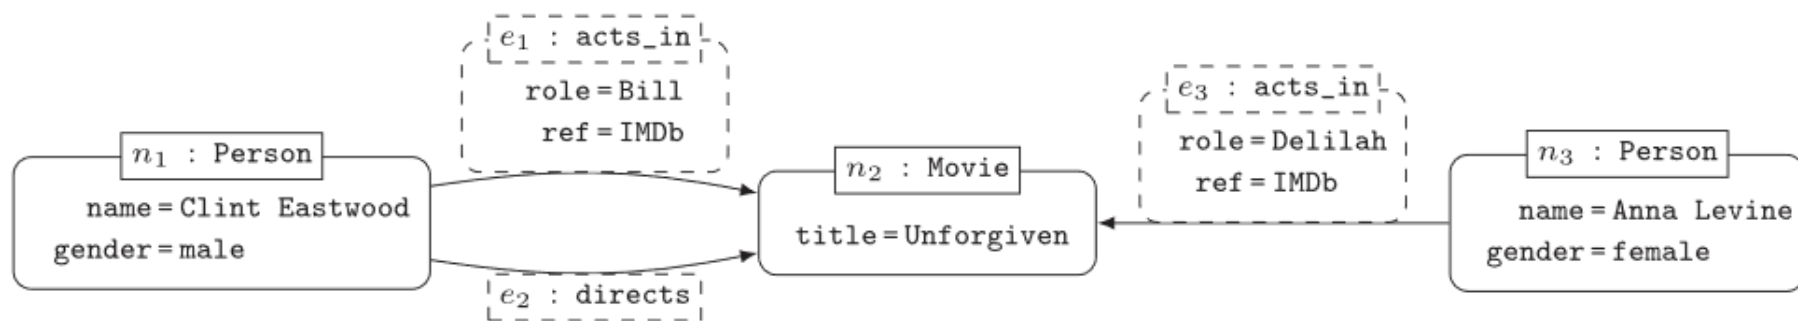 n₁ : Person
name = Clint Eastwood
gender = male
e₁ : acts_in
role = Bill
ref = IMDb
e₂ : directs
n₂ : Movie
title = Unforgiven
e₃ : acts_in
role = Delilah
ref = IMDb
n₃ : Person
name = Anna Levine
gender = female